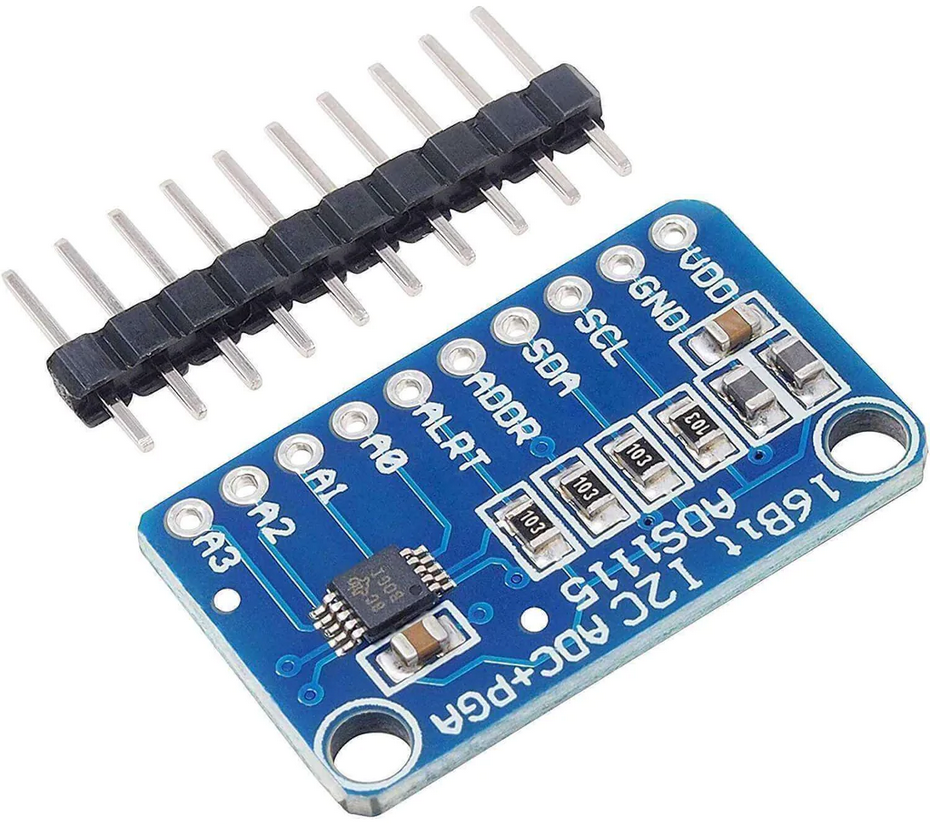 VDD
GND
SCL
SDA
ADDR
ALRT
A0
A1
A2
A3
103
103
103
103
16Bit I2C ADC+PGA
ADS1115
BOGI